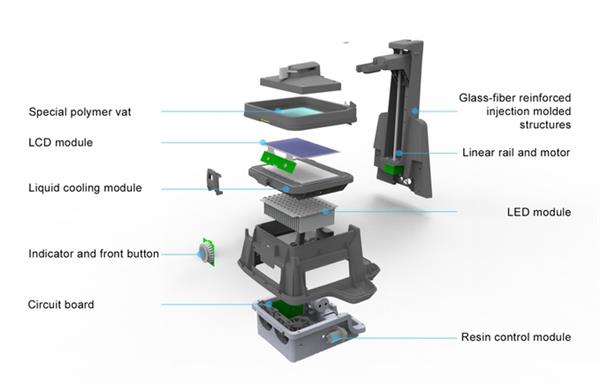 Special polymer vat
LCD module
Liquid cooling module
Indicator and front button
Circuit board
Glass-fiber reinforced
injection molded
structures
Linear rail and motor
LED module
Resin control module